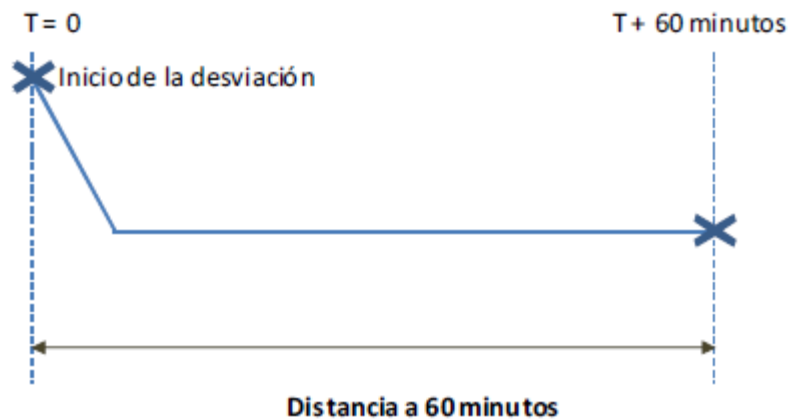 T = 0
T + 60 minutos
Inicio de la desviación
Distancia a 60 minutos